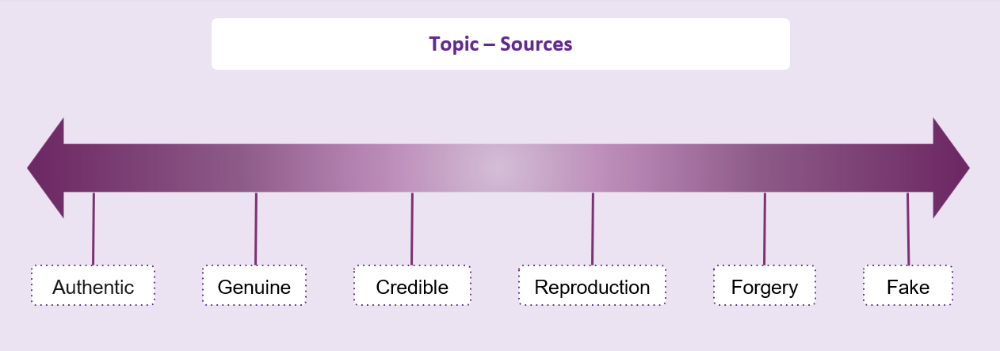 Topic – Sources
Authentic
Genuine
Credible
Reproduction
Forgery
Fake